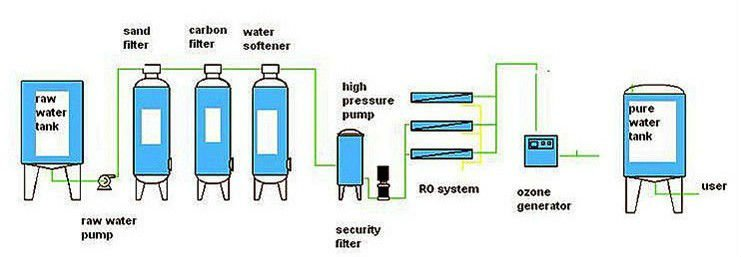 sand
filter
carbon
filter
water
softener
high
pressure
pump
raw
water
tank
pure
water
tank
RO system
ozone
generator
user
raw water
pump
security
filter